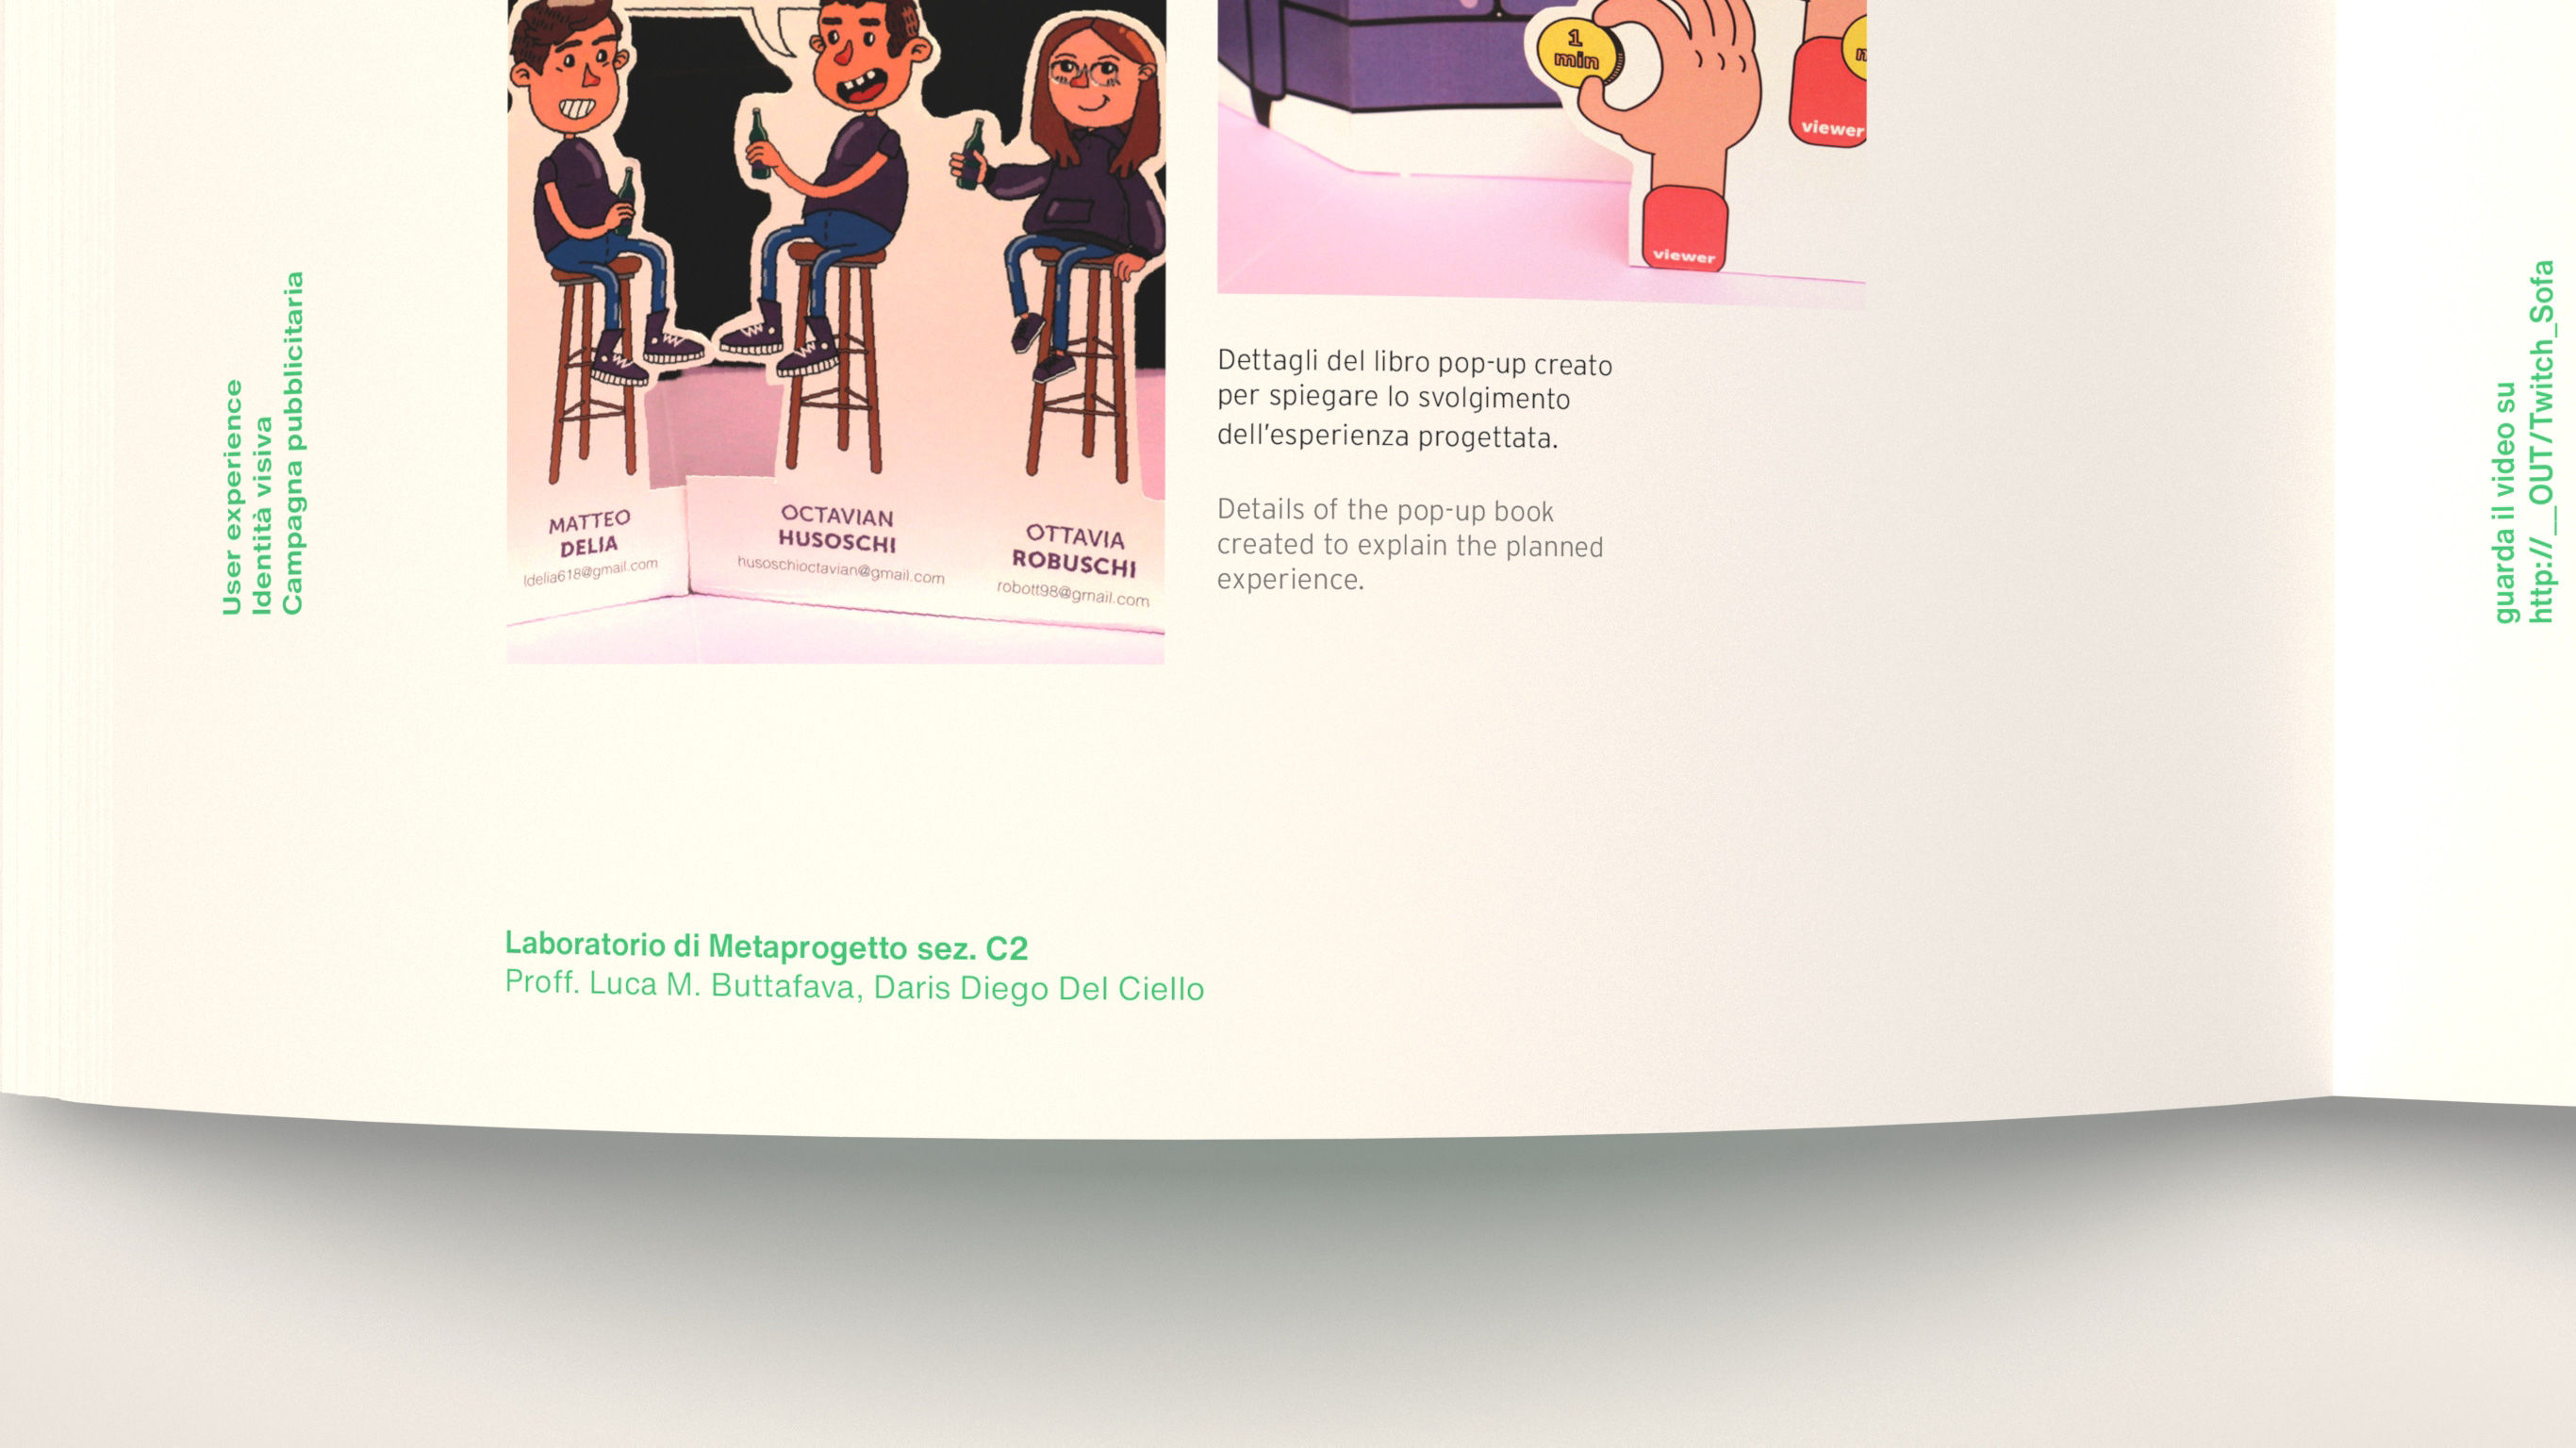 User experience
Identità visiva
Campagna pubblicitaria
MATTEO
DELIA
ldelia618@gmail.com
OCTAVIAN
HUSOSCHI
husoschioctavian@gmail.com
OTTAVIA
ROBUSCHI
robott98@gmail.com
1
min
viewer
viewer
Dettagli del libro pop-up creato
per spiegare lo svolgimento
dell'esperienza progettata.
Details of the pop-up book
created to explain the planned
experience.
Laboratorio di Metaprogetto sez. C2
Proff. Luca M. Buttafava, Daris Diego Del Ciello
guarda il video su
http://__OUT/Twitch_Sofa